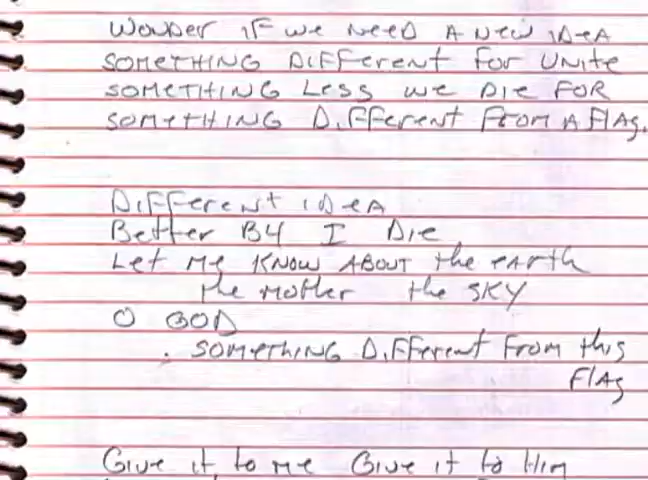 WONDER IF WE NEED A NEW IDEA
SOMETHING DIFFERENT FOR UNITE
SOMETHING LESS WE DIE FOR
SOMETHING DIFFERENT FROM A FLAG.
DIFFERENT IDEA
BETTER BY I DIE
LET ME KNOW ABOUT the EARTH
the MOTHER the SKY
O GOD
. SOMETHING DIFFERENT FROM this
FLAG
GIVE it to ME GIVE it to HIM